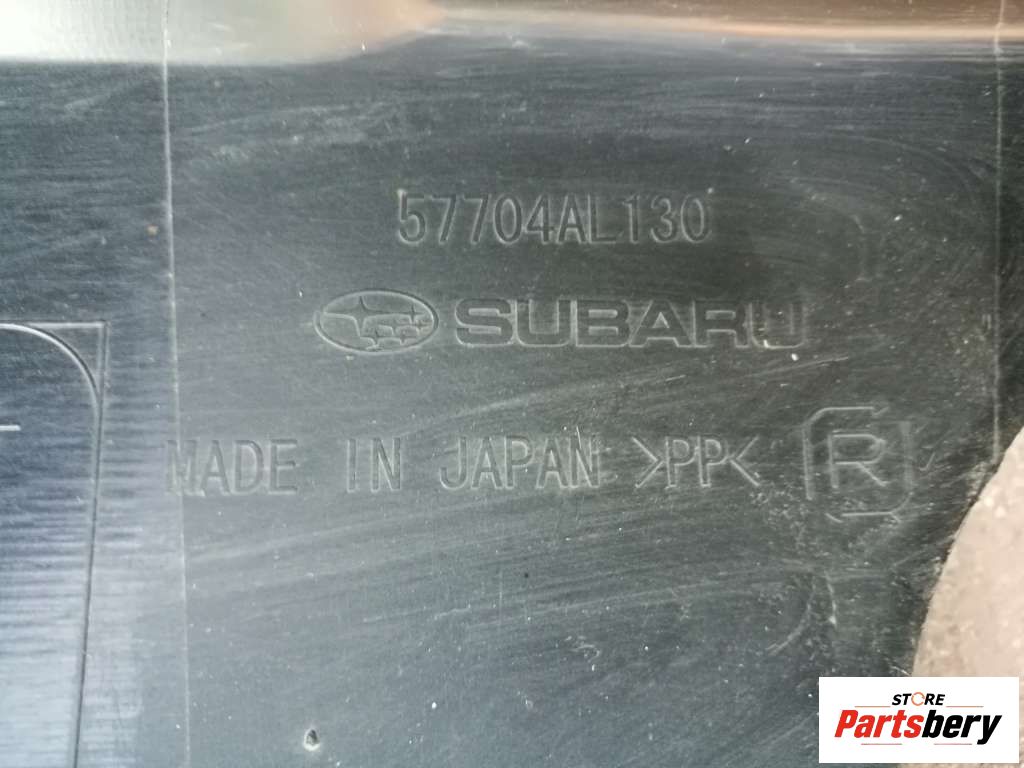 57704AL130
SUBARU
MADE IN JAPAN >PP< R
STORE
Partsbery